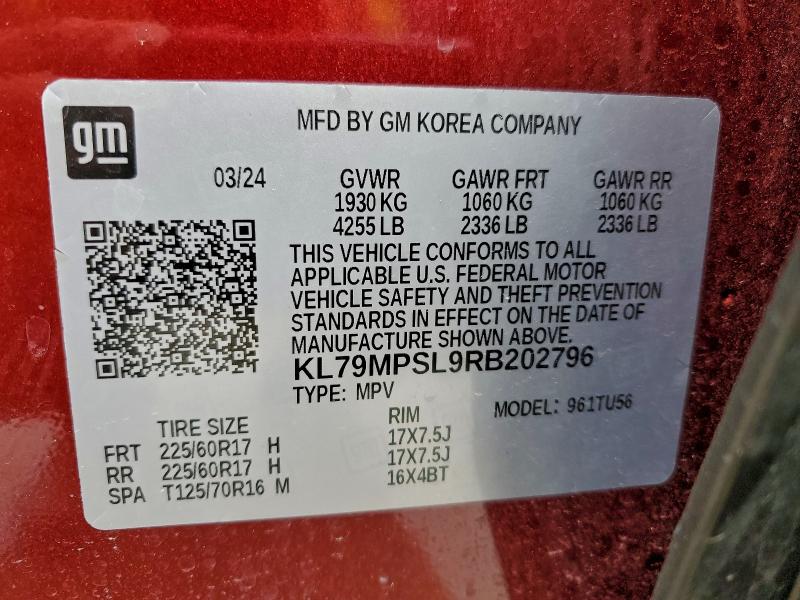 gm
MFD BY GM KOREA COMPANY
03/24 GVWR GAWR FRT GAWR RR
1930 KG 1060 KG 1060 KG
4255 LB 2336 LB 2336 LB
THIS VEHICLE CONFORMS TO ALL
APPLICABLE U.S. FEDERAL MOTOR
VEHICLE SAFETY AND THEFT PREVENTION
STANDARDS IN EFFECT ON THE DATE OF
MANUFACTURE SHOWN ABOVE.
KL79MPSL9RB202796
TYPE: MPV MODEL: 961TU56
TIRE SIZE RIM
FRT 225/60R17 H 17X7.5J
RR 225/60R17 H 17X7.5J
SPA T125/70R16 M 16X4BT